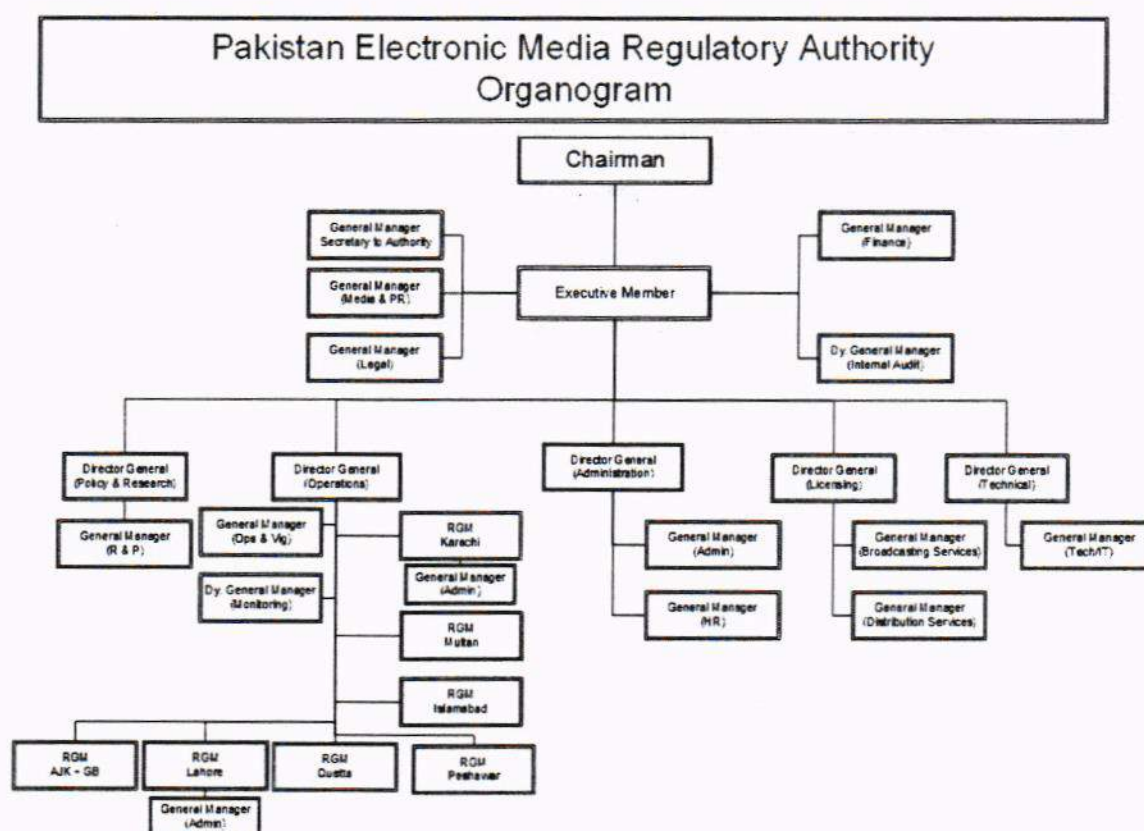 Pakistan Electronic Media Regulatory Authority
Organogram
Chairman
General Manager
Secretary to Authority
General Manager
(Finance)
General Manager
(Media & PR)
Executive Member
General Manager
(Legal)
Dy. General Manager
(Internal Audit)
Director General
(Policy & Research)
Director General
(Operations)
Director General
(Administration)
Director General
(Licensing)
Director General
(Technical)
General Manager
(R & P)
General Manager
(Ops & Vig)
RGM
Karachi
General Manager
(Admin)
General Manager
(Broadcasting Services)
General Manager
(Tech/IT)
Dy. General Manager
(Monitoring)
General Manager
(Admin)
General Manager
(HR)
General Manager
(Distribution Services)
RGM
Multan
RGM
Islamabad
RGM
AJK - GB
RGM
Lahore
RGM
Quetta
RGM
Peshawar
General Manager
(Admin)